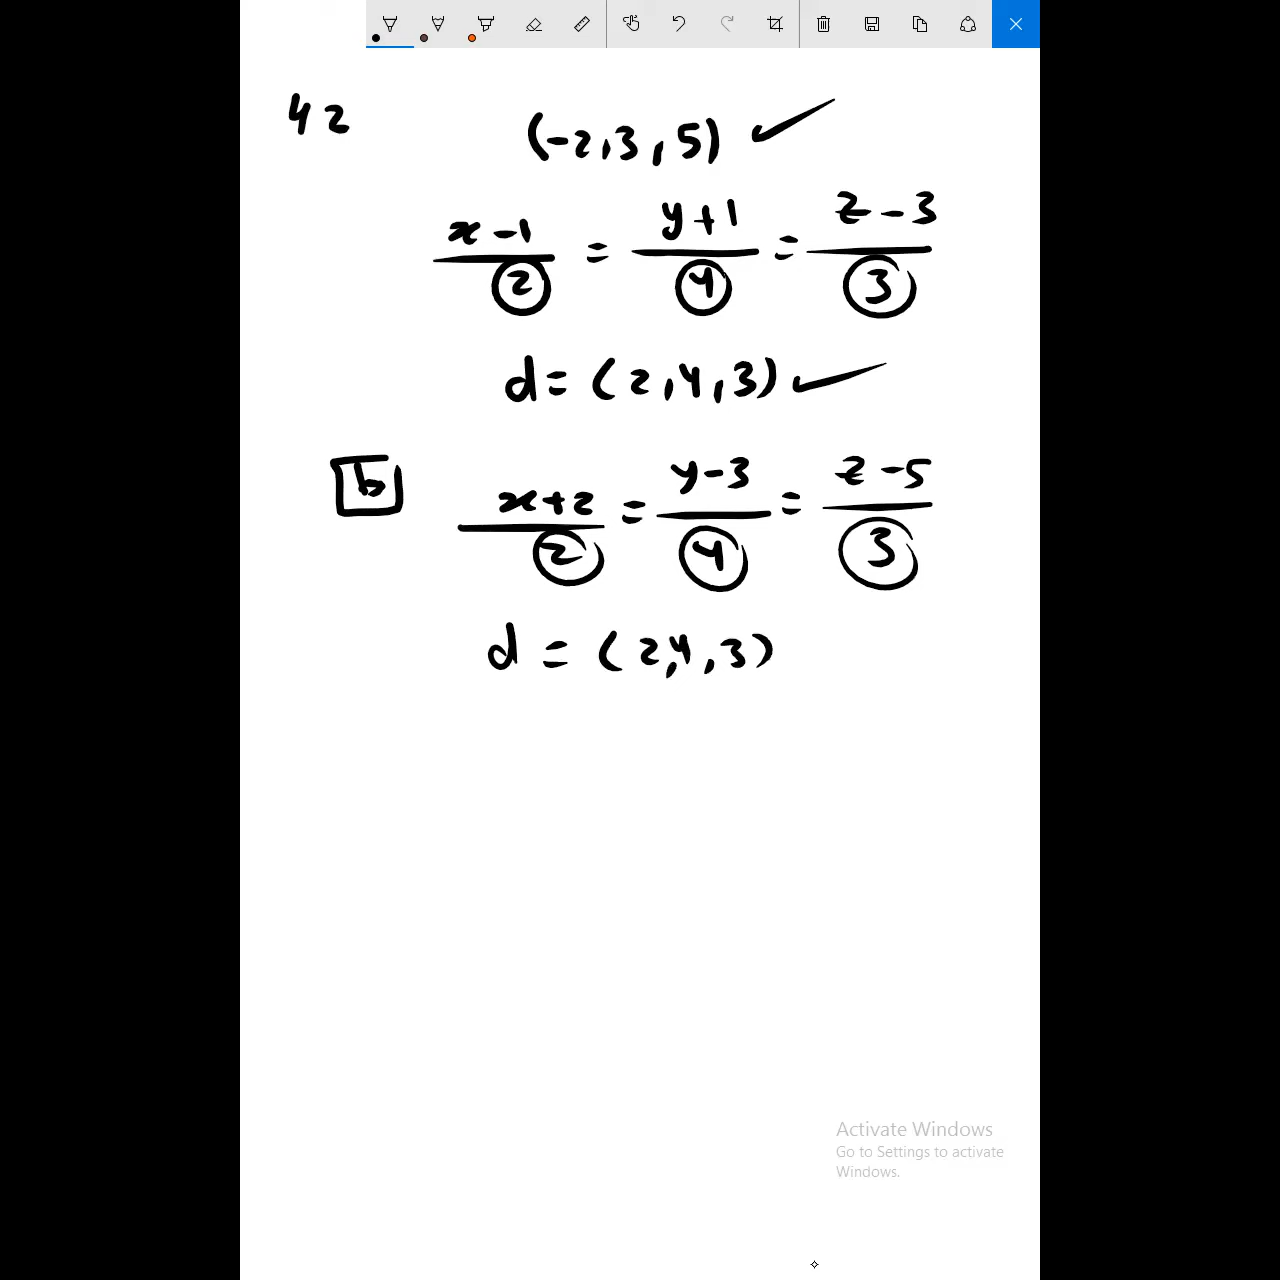 42
(-2,3,5) ✓
x-1/2 = y+1/4 = z-3/3
d = (2,4,3) ✓
b x+2/2 = y-3/4 = z-5/3
d = (2,4,3)
Activate Windows
Go to Settings to activate
Windows.